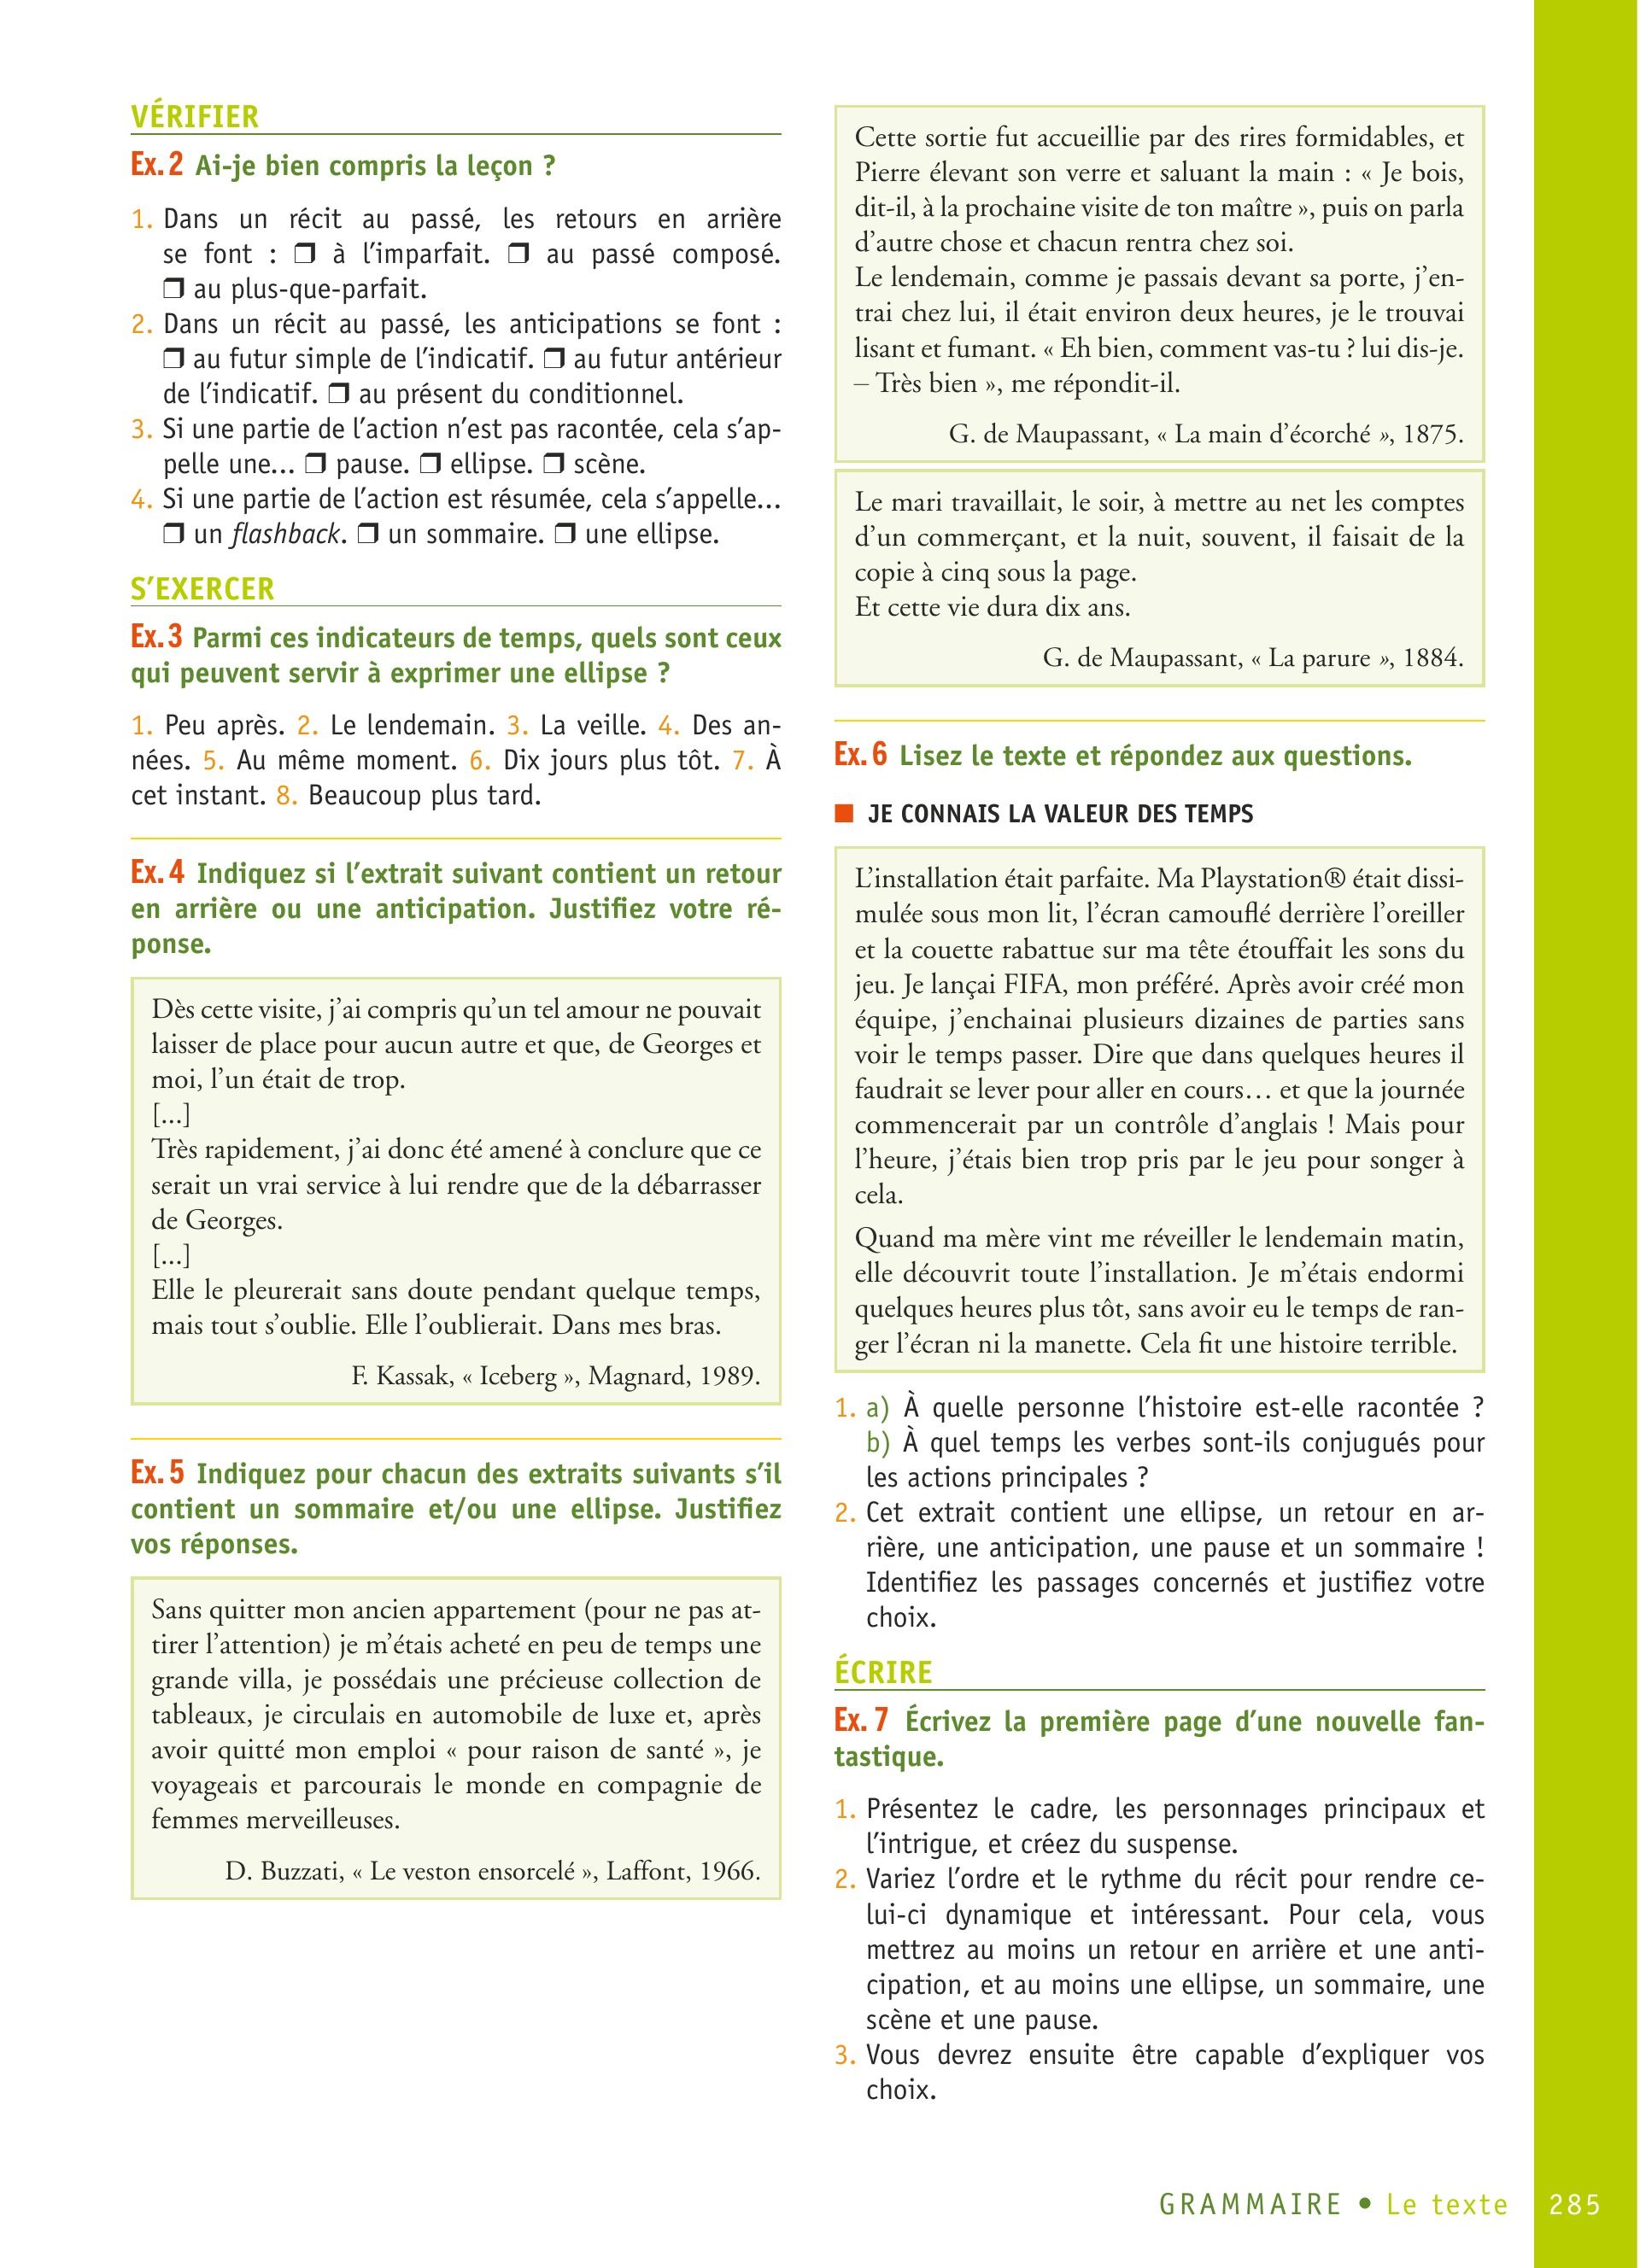 VÉRIFIER
Ex. 2 Ai-je bien compris la leçon ?
1. Dans un récit au passé, les retours en arrière
se font : ❒ à l’imparfait. ❒ au passé composé.
❒ au plus-que-parfait.
2. Dans un récit au passé, les anticipations se font :
❒ au futur simple de l’indicatif. ❒ au futur antérieur
de l’indicatif. ❒ au présent du conditionnel.
3. Si une partie de l’action n’est pas racontée, cela s’ap-
pelle une… ❒ pause. ❒ ellipse. ❒ scène.
4. Si une partie de l’action est résumée, cela s’appelle…
❒ un flashback. ❒ un sommaire. ❒ une ellipse.
S’EXERCER
Ex. 3 Parmi ces indicateurs de temps, quels sont ceux
qui peuvent servir à exprimer une ellipse ?
1. Peu après. 2. Le lendemain. 3. La veille. 4. Des an-
nées. 5. Au même moment. 6. Dix jours plus tôt. 7. À
cet instant. 8. Beaucoup plus tard.
Ex. 4 Indiquez si l’extrait suivant contient un retour
en arrière ou une anticipation. Justifiez votre ré-
ponse.
Dès cette visite, j’ai compris qu’un tel amour ne pouvait
laisser de place pour aucun autre et que, de Georges et
moi, l’un était de trop.
[...]
Très rapidement, j’ai donc été amené à conclure que ce
serait un vrai service à lui rendre que de la débarrasser
de Georges.
[...]
Elle le pleurerait sans doute pendant quelque temps,
mais tout s’oublie. Elle l’oublierait. Dans mes bras.
F. Kassak, « Iceberg », Magnard, 1989.
Ex. 5 Indiquez pour chacun des extraits suivants s’il
contient un sommaire et/ou une ellipse. Justifiez
vos réponses.
Sans quitter mon ancien appartement (pour ne pas at-
tirer l’attention) je m’étais acheté en peu de temps une
grande villa, je possédais une précieuse collection de
tableaux, je circulais en automobile de luxe et, après
avoir quitté mon emploi « pour raison de santé », je
voyageais et parcourais le monde en compagnie de
femmes merveilleuses.
D. Buzzati, « Le veston ensorcelé », Laffont, 1966.
Cette sortie fut accueillie par des rires formidables, et
Pierre élevant son verre et saluant la main : « Je bois,
dit-il, à la prochaine visite de ton maître », puis on parla
d’autre chose et chacun rentra chez soi.
Le lendemain, comme je passais devant sa porte, j’en-
trai chez lui, il était environ deux heures, je le trouvai
lisant et fumant. « Eh bien, comment vas-tu ? lui dis-je.
– Très bien », me répondit-il.
G. de Maupassant, « La main d’écorché », 1875.
Le mari travaillait, le soir, à mettre au net les comptes
d’un commerçant, et la nuit, souvent, il faisait de la
copie à cinq sous la page.
Et cette vie dura dix ans.
G. de Maupassant, « La parure », 1884.
Ex. 6 Lisez le texte et répondez aux questions.
■ JE CONNAIS LA VALEUR DES TEMPS
L’installation était parfaite. Ma Playstation® était dissi-
mulée sous mon lit, l’écran camouflé derrière l’oreiller
et la couette rabattue sur ma tête étouffait les sons du
jeu. Je lançai FIFA, mon préféré. Après avoir créé mon
équipe, j’enchainai plusieurs dizaines de parties sans
voir le temps passer. Dire que dans quelques heures il
faudrait se lever pour aller en cours… et que la journée
commencerait par un contrôle d’anglais ! Mais pour
l’heure, j’étais bien trop pris par le jeu pour songer à
cela.
Quand ma mère vint me réveiller le lendemain matin,
elle découvrit toute l’installation. Je m’étais endormi
quelques heures plus tôt, sans avoir eu le temps de ran-
ger l’écran ni la manette. Cela fit une histoire terrible.
1. a) À quelle personne l’histoire est-elle racontée ?
b) À quel temps les verbes sont-ils conjugués pour
les actions principales ?
2. Cet extrait contient une ellipse, un retour en ar-
rière, une anticipation, une pause et un sommaire !
Identifiez les passages concernés et justifiez votre
choix.
ÉCRIRE
Ex. 7 Écrivez la première page d’une nouvelle fan-
tastique.
1. Présentez le cadre, les personnages principaux et
l’intrigue, et créez du suspense.
2. Variez l’ordre et le rythme du récit pour rendre ce-
lui-ci dynamique et intéressant. Pour cela, vous
mettrez au moins un retour en arrière et une anti-
cipation, et au moins une ellipse, un sommaire, une
scène et une pause.
3. Vous devrez ensuite être capable d’expliquer vos
choix.
GRAMMAIRE • Le texte 285